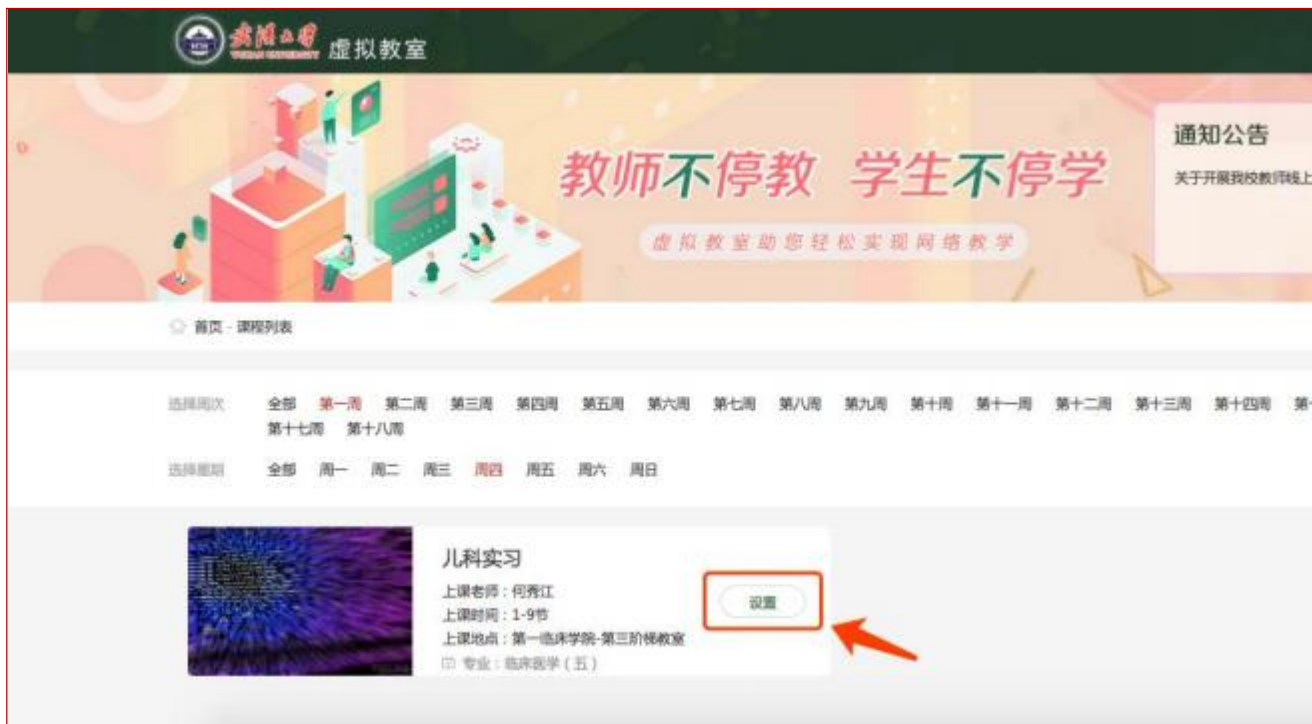 武汉大学
WUHAN UNIVERSITY
虚拟教室
教师不停教 学生不停学
虚拟教室助您轻松实现网络教学
通知公告
关于开展我校教师线上
首页 - 课程列表
选择周次 全部 第一周 第二周 第三周 第四周 第五周 第六周 第七周 第八周 第九周 第十周 第十一周 第十二周 第十三周 第十四周 第十
第十七周 第十八周
选择星期 全部 周一 周二 周三 周四 周五 周六 周日
儿科实习
上课老师：何秀江
上课时间：1-9节
上课地点：第一临床学院-第三阶梯教室
专业：临床医学（五）
设置